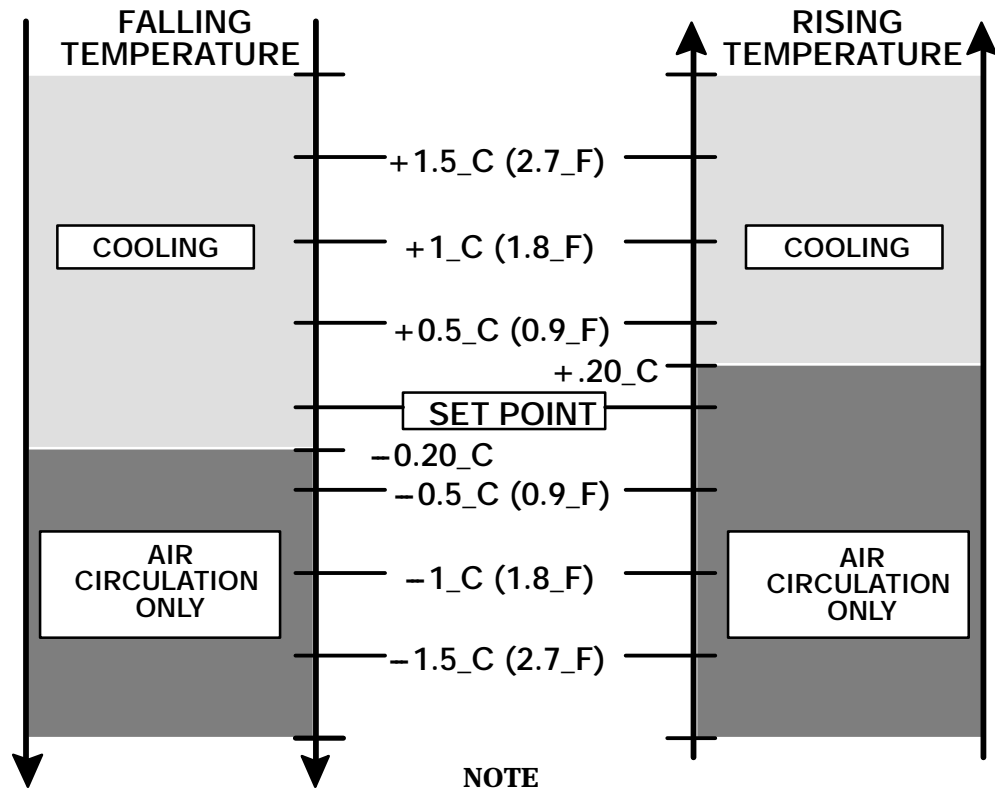 FALLING
TEMPERATURE
RISING
TEMPERATURE
+1.5_C (2.7_F)
COOLING
+1_C (1.8_F)
COOLING
+0.5_C (0.9_F)
+.20_C
SET POINT
–0.20_C
–0.5_C (0.9_F)
AIR
CIRCULATION
ONLY
–1_C (1.8_F)
AIR
CIRCULATION
ONLY
–1.5_C (2.7_F)
NOTE